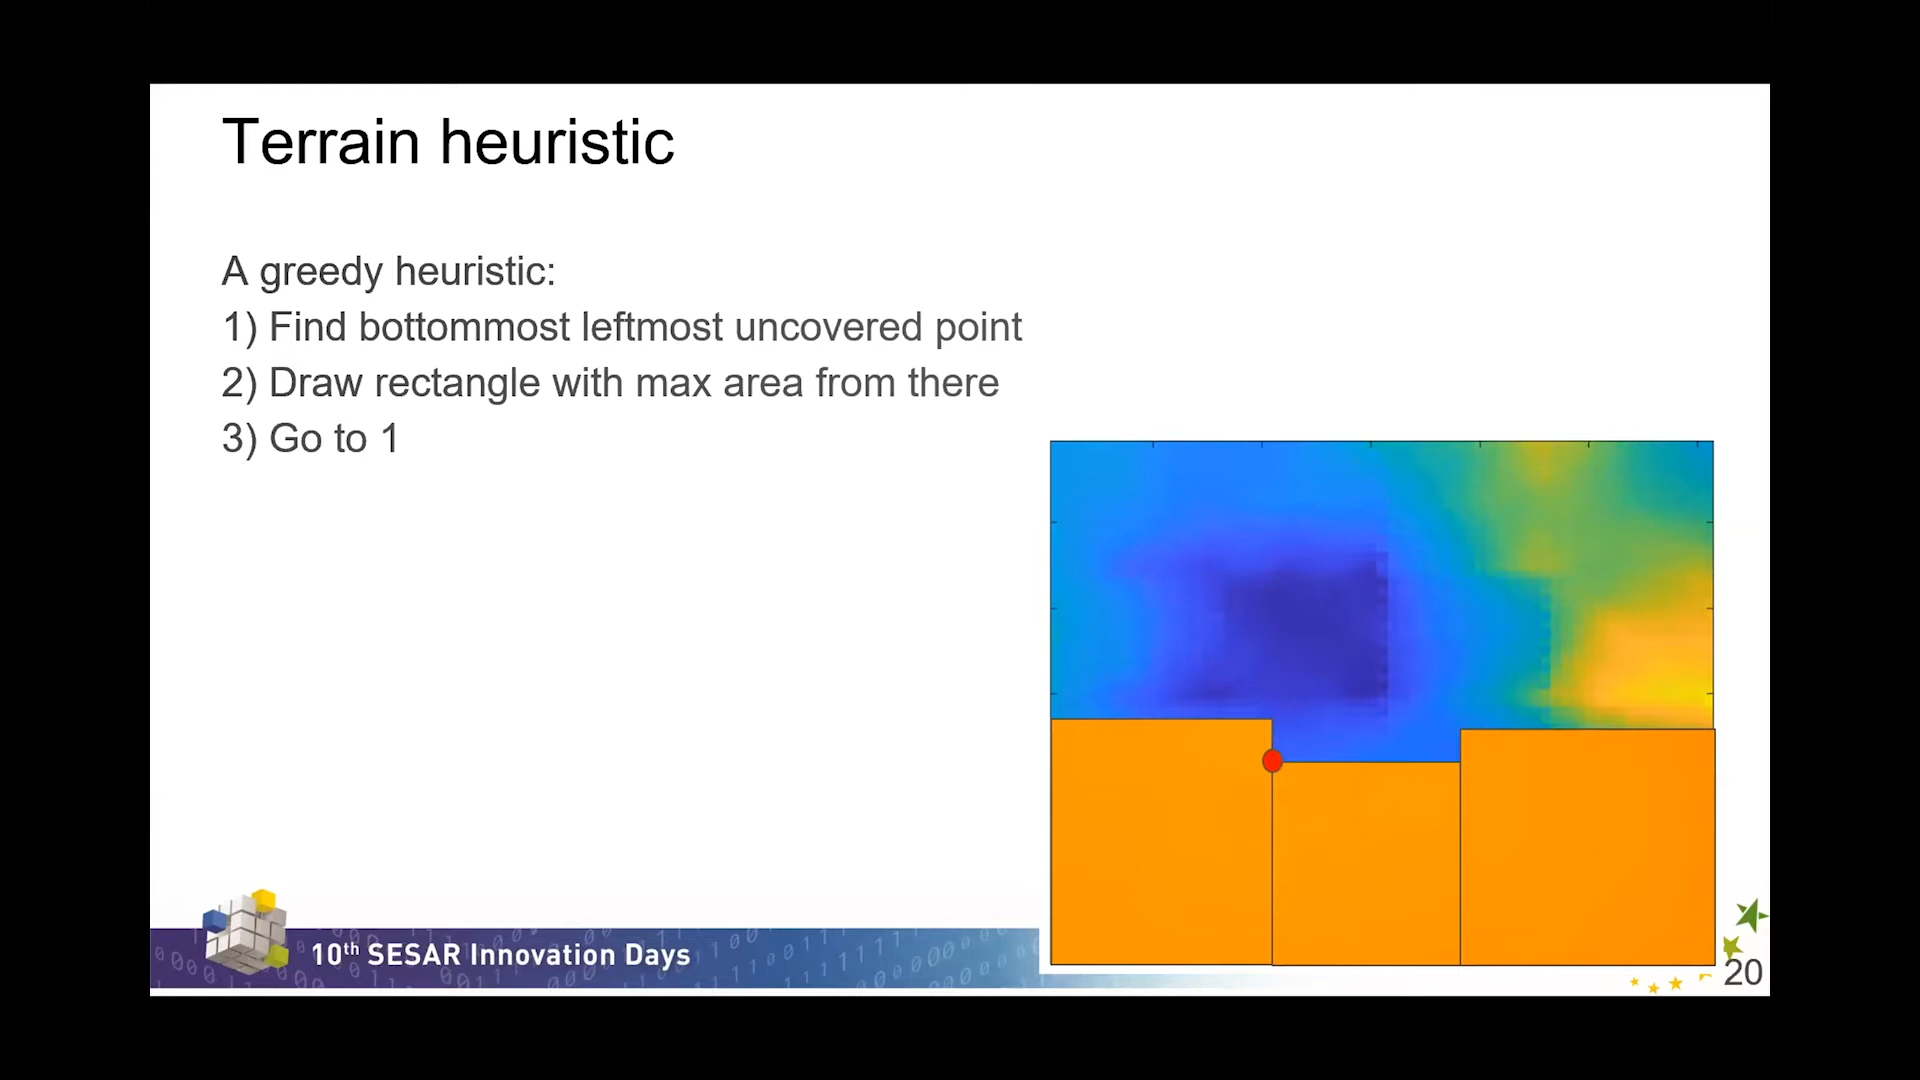 Terrain heuristic
A greedy heuristic:
1) Find bottommost leftmost uncovered point
2) Draw rectangle with max area from there
3) Go to 1
10th SESAR Innovation Days
20